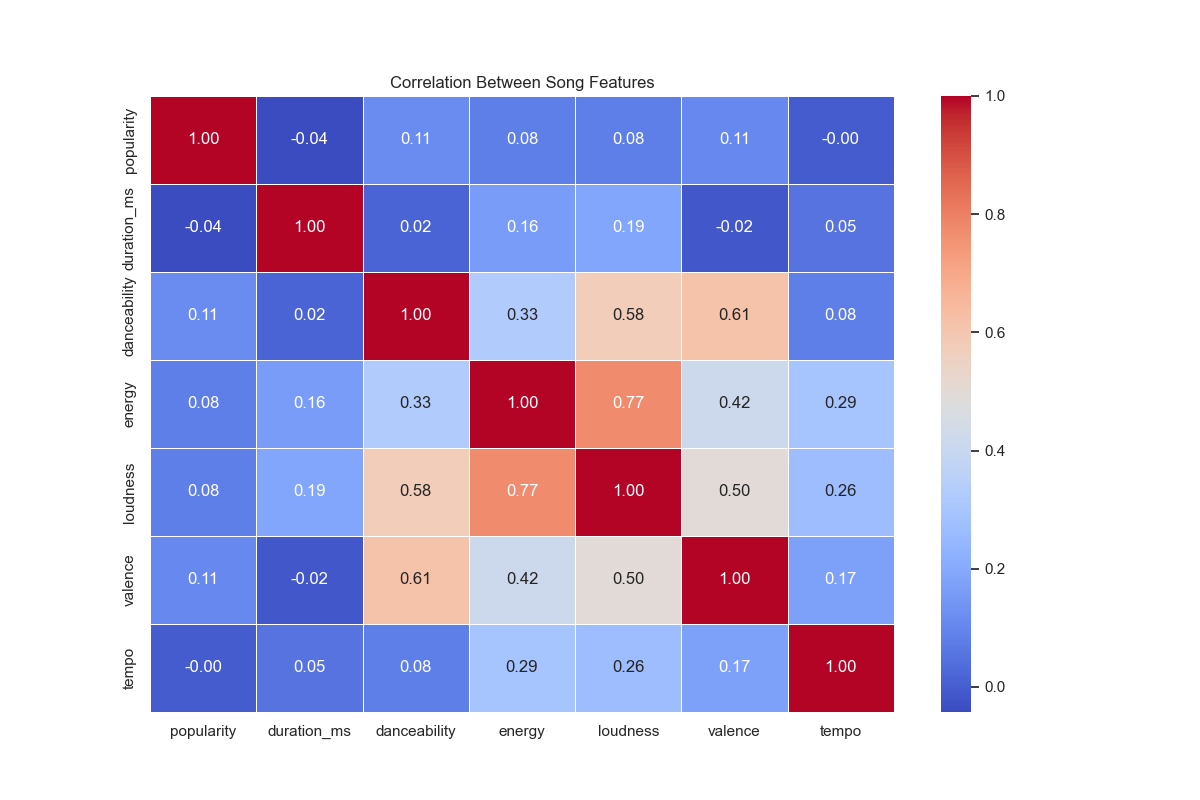 Correlation Between Song Features
popularity 1.00 -0.04 0.11 0.08 0.08 0.11 -0.00
duration_ms -0.04 1.00 0.02 0.16 0.19 -0.02 0.05
danceability 0.11 0.02 1.00 0.33 0.58 0.61 0.08
energy 0.08 0.16 0.33 1.00 0.77 0.42 0.29
loudness 0.08 0.19 0.58 0.77 1.00 0.50 0.26
valence 0.11 -0.02 0.61 0.42 0.50 1.00 0.17
tempo -0.00 0.05 0.08 0.29 0.26 0.17 1.00
popularity duration_ms danceability energy loudness valence tempo
1.0
0.8
0.6
0.4
0.2
0.0